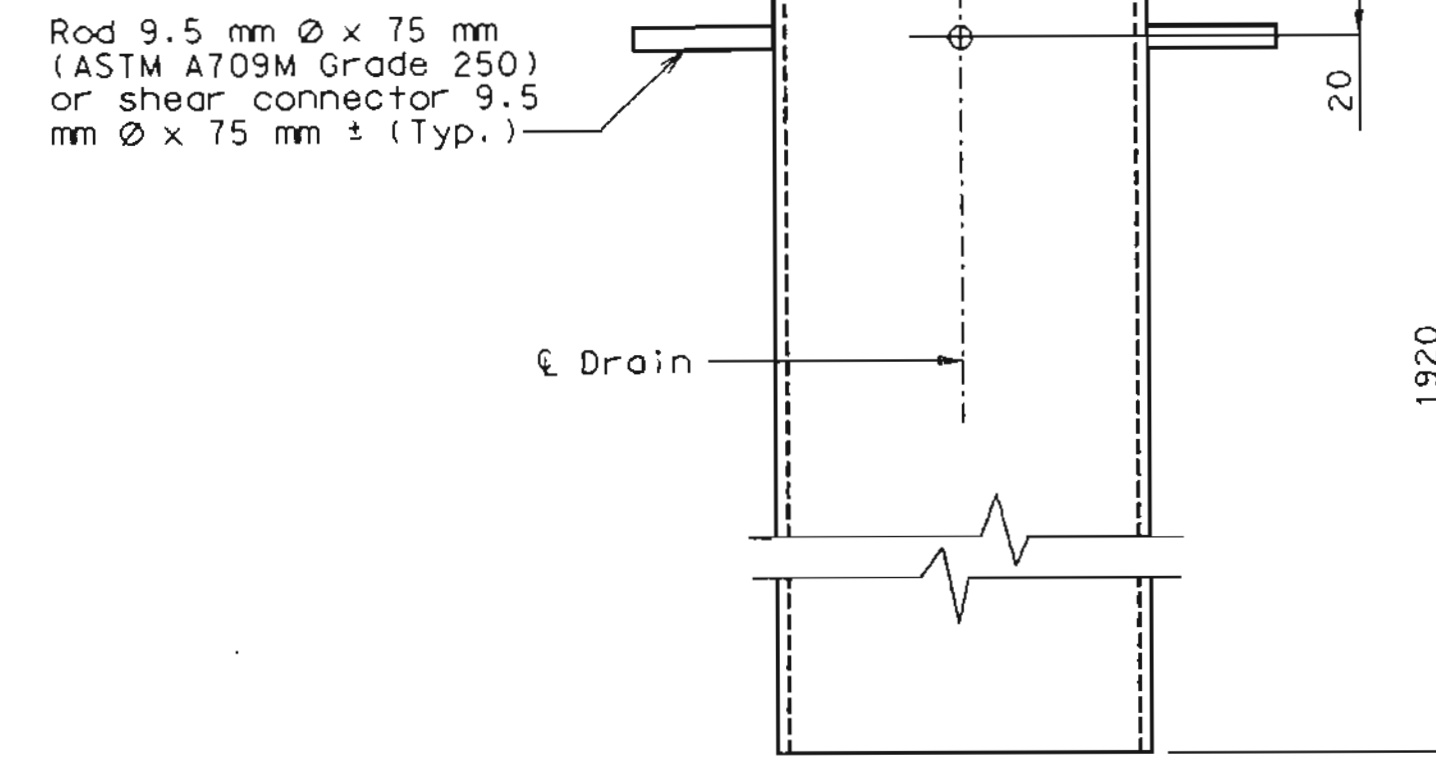 Rod 9.5 mm Ø x 75 mm
(ASTM A709M Grade 250)
or shear connector 9.5
mm Ø x 75 mm ± (Typ.)
20
℄ Drain
1920